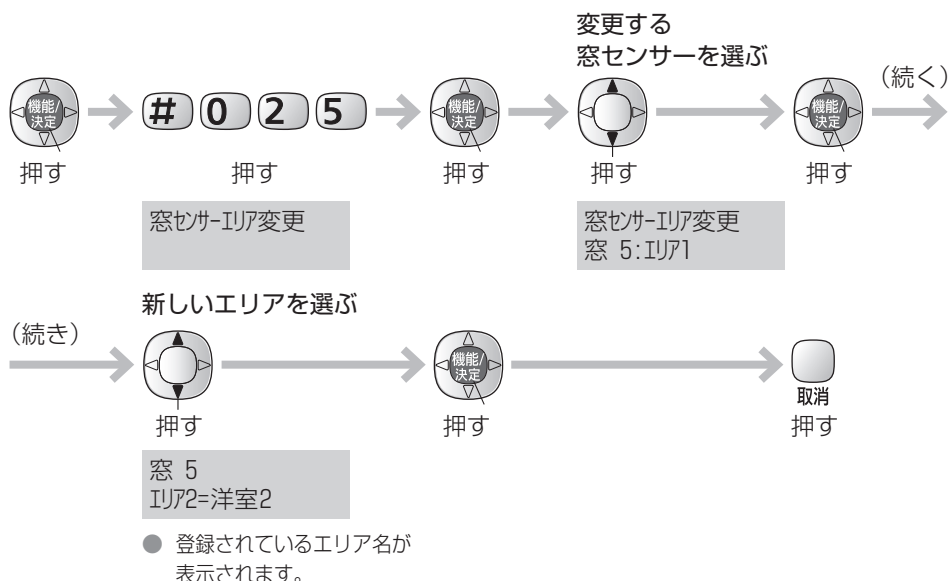 変更する
窓センサーを選ぶ
（続く）
機能/決定
# 0 2 5
機能/決定
機能/決定
押す
押す
押す
押す
押す
窓ｾﾝｻｰｴﾘｱ変更
窓ｾﾝｻｰｴﾘｱ変更
窓 5:ｴﾘｱ1
新しいエリアを選ぶ
（続き）
機能/決定
取消
押す
押す
押す
窓 5
ｴﾘｱ2=洋室2
● 登録されているエリア名が
表示されます。